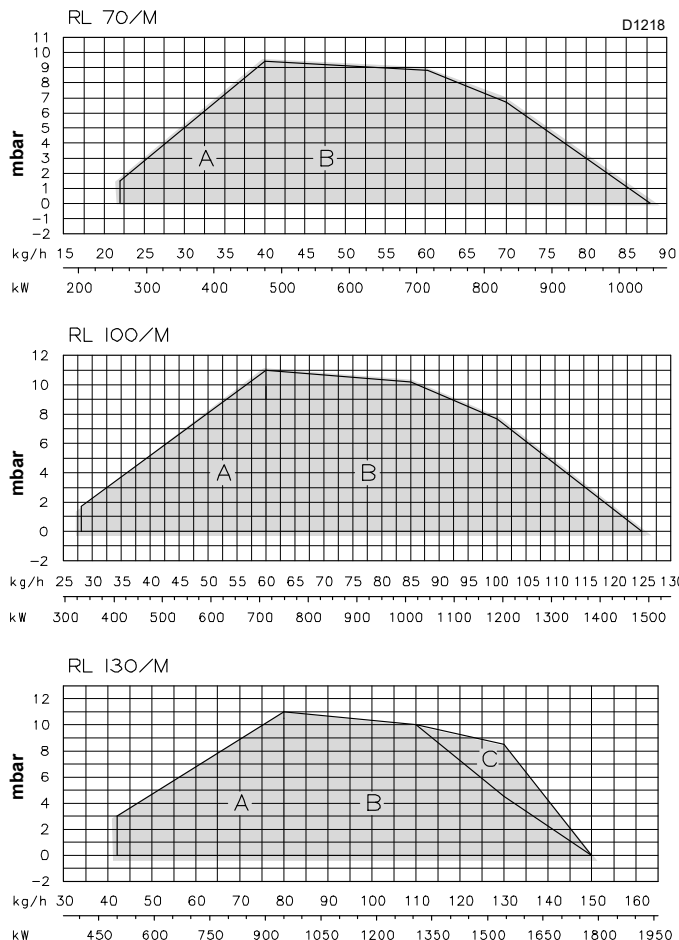 RL 70/M
D1218
11
10
9
8
7
6
5
4
3
2
1
0
-1
-2
mbar
A
B
kg/h 15 20 25 30 35 40 45 50 55 60 65 70 75 80 85 90
kW 200 300 400 500 600 700 800 900 1000
RL 100/M
12
10
8
6
4
2
0
-2
mbar
A
B
kg/h 25 30 35 40 45 50 55 60 65 70 75 80 85 90 95 100 105 110 115 120 125 130
kW 300 400 500 600 700 800 900 1000 1100 1200 1300 1400 1500
RL 130/M
12
10
8
6
4
2
0
-2
mbar
A
B
C
kg/h 30 40 50 60 70 80 90 100 110 120 130 140 150 160
kW 450 600 750 900 1050 1200 1350 1500 1650 1800 1950